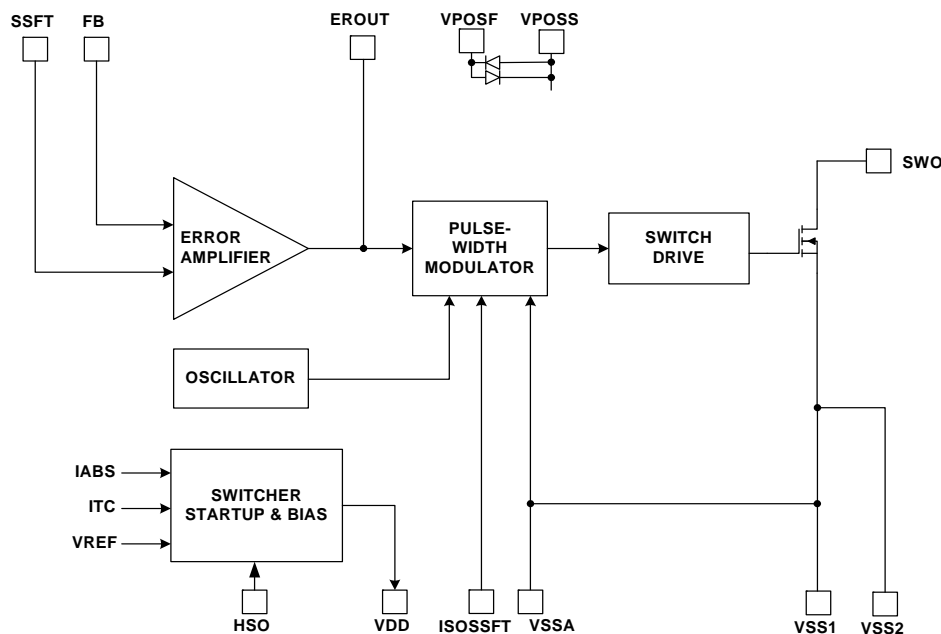 SSFT
FB
EROUT
VPOSF
VPOSS
SWO
ERROR
AMPLIFIER
PULSE-
WIDTH
MODULATOR
SWITCH
DRIVE
OSCILLATOR
IABS
ITC
VREF
SWITCHER
STARTUP & BIAS
HSO
VDD
ISOSSFT
VSSA
VSS1
VSS2